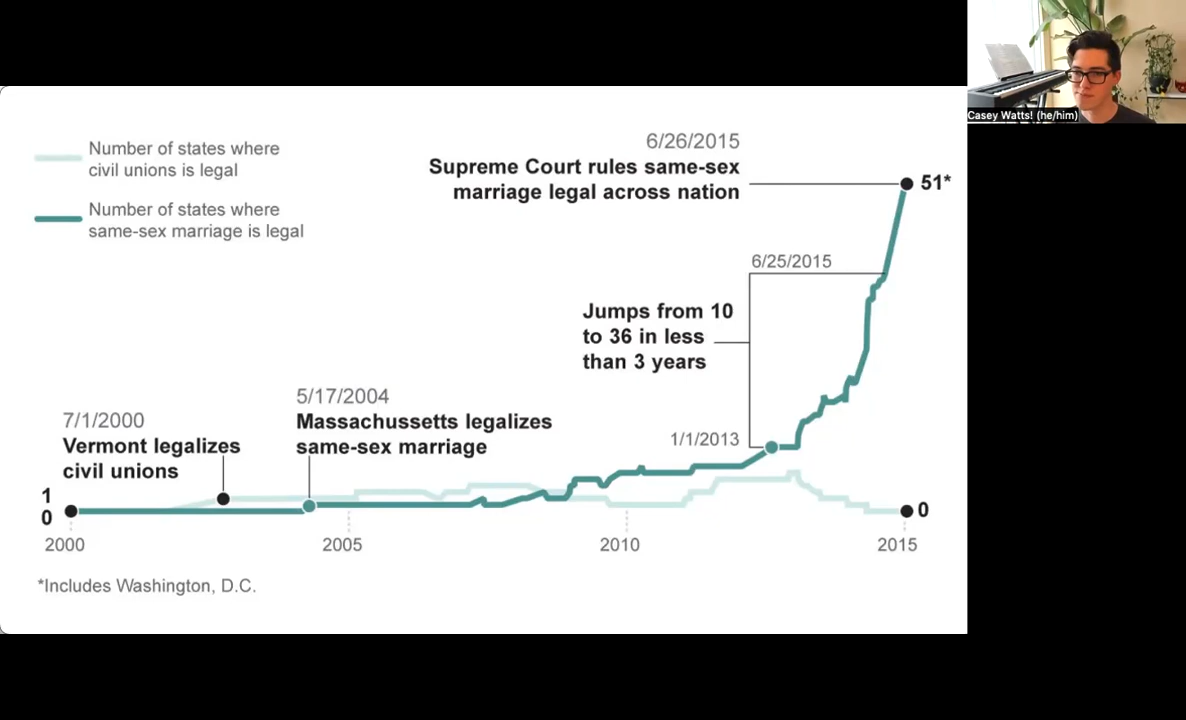 Casey Watts! (he/him)
Number of states where
civil unions is legal
Number of states where
same-sex marriage is legal
6/26/2015
Supreme Court rules same-sex
marriage legal across nation
51*
6/25/2015
Jumps from 10
to 36 in less
than 3 years
1/1/2013
5/17/2004
Massachussetts legalizes
same-sex marriage
7/1/2000
Vermont legalizes
civil unions
1
0
0
2000
2005
2010
2015
*Includes Washington, D.C.